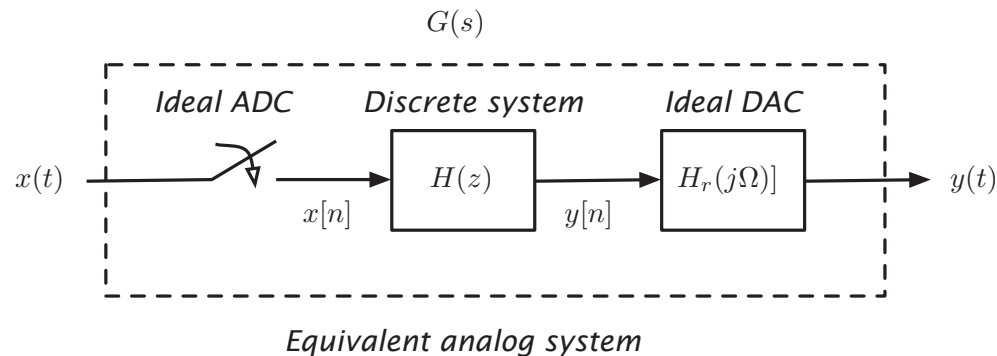 G(s)
Ideal ADC
Discrete system
Ideal DAC
x(t)
H(z)
H_r(jΩ)]
y(t)
x[n]
y[n]
Equivalent analog system